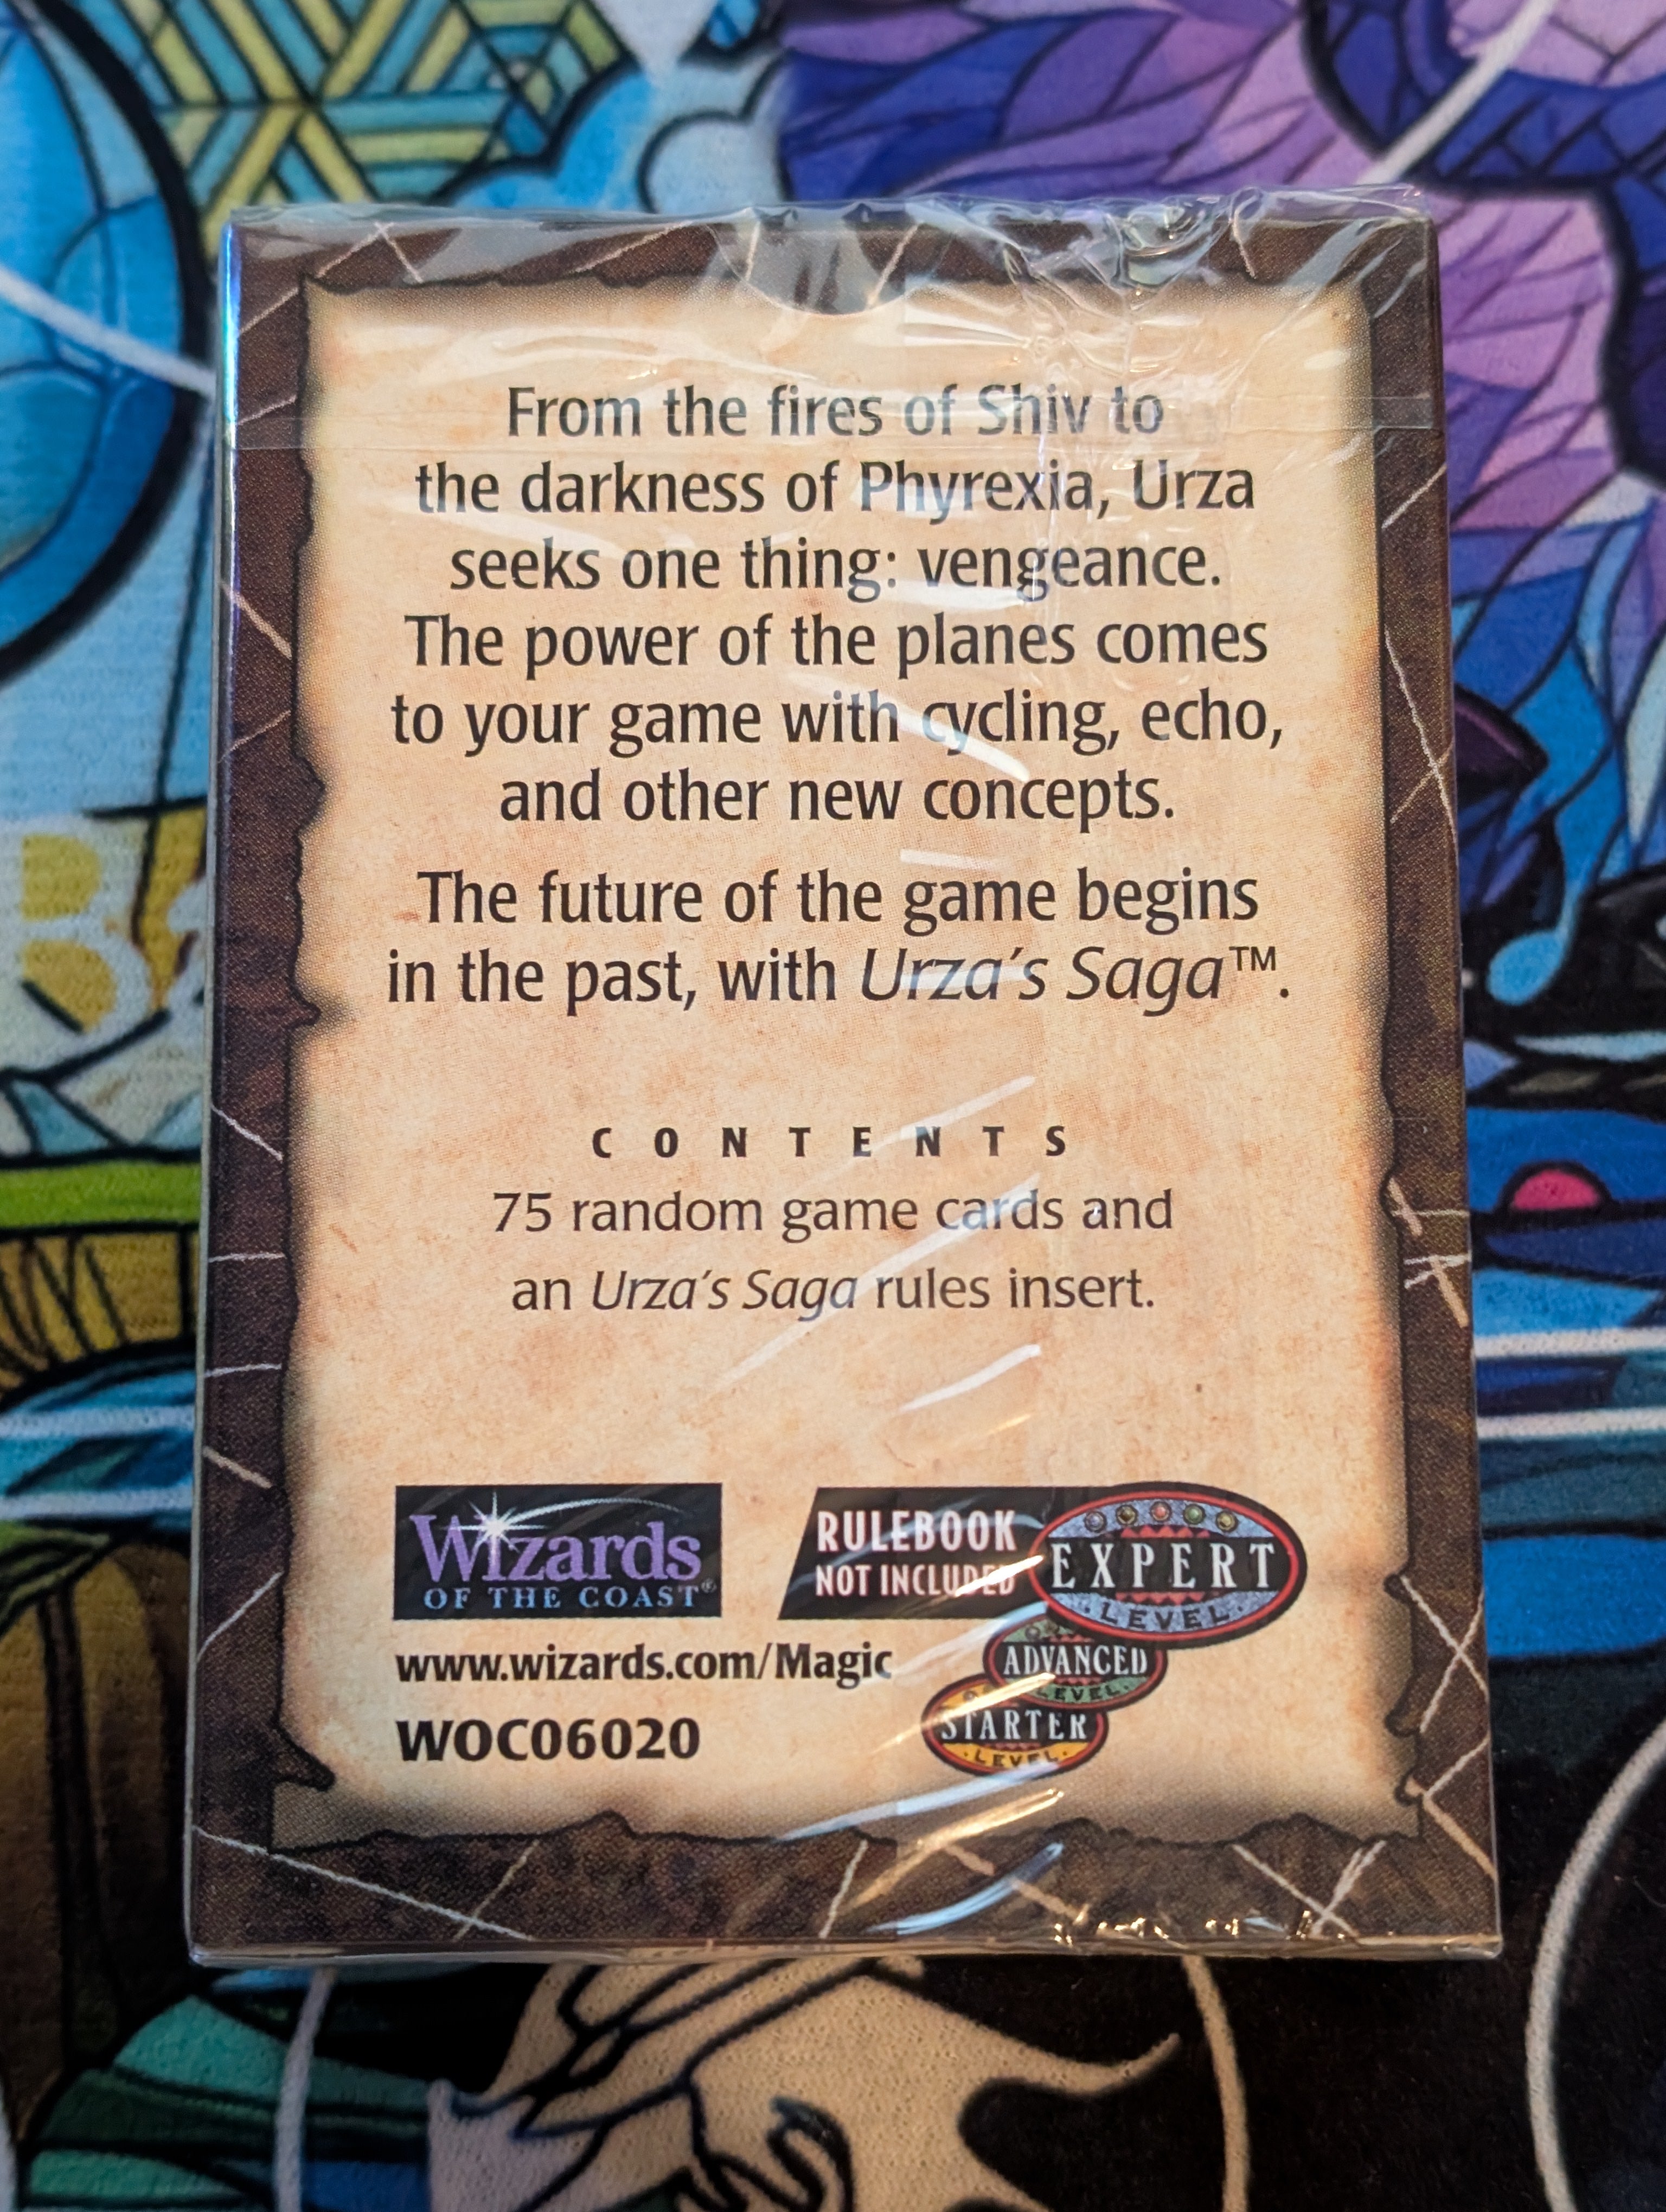 From the fires of Shiv to
the darkness of Phyrexia, Urza
seeks one thing: vengeance.
The power of the planes comes
to your game with cycling, echo,
and other new concepts.
The future of the game begins
in the past, with Urza's Saga™.
CONTENTS
75 random game cards and
an Urza's Saga rules insert.
Wizards
OF THE COAST®
RULEBOOK
NOT INCLUDED
EXPERT
LEVEL
www.wizards.com/Magic
ADVANCED
LEVEL
WOC06020
STARTER
LEVEL